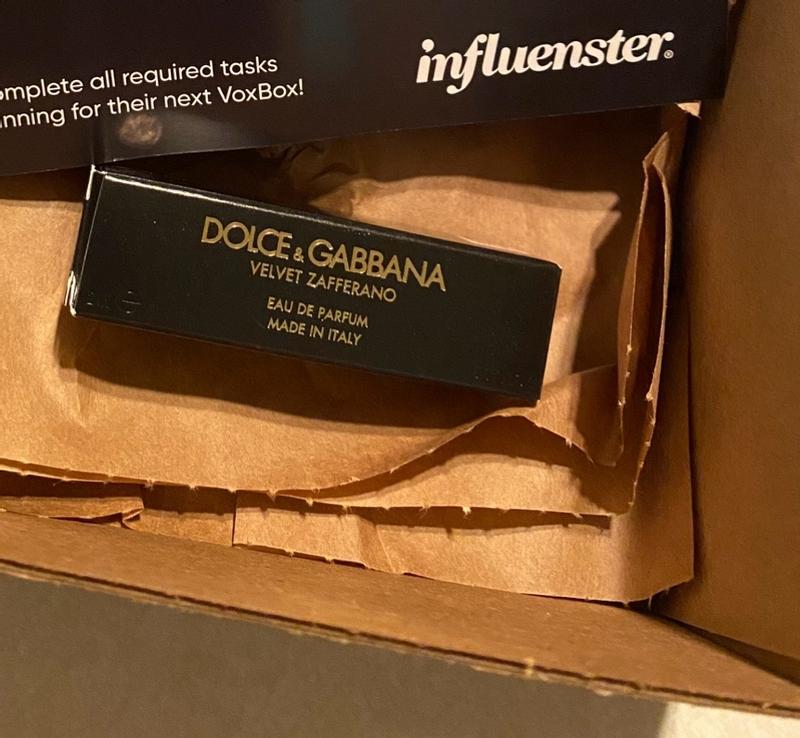 influenster®
omplete all required tasks
nning for their next VoxBox!
DOLCE & GABBANA
VELVET ZAFFERANO
EAU DE PARFUM
MADE IN ITALY